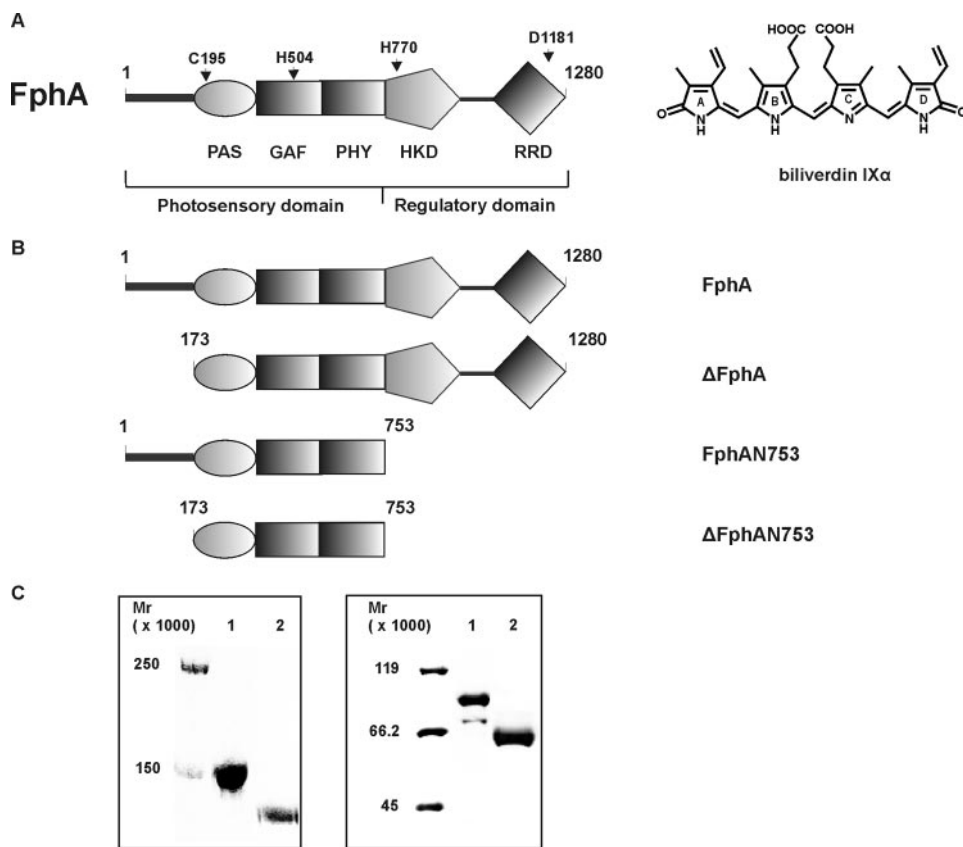 A
C195 H504 H770 D1181
1 1280
FphA
PAS GAF PHY HKD RRD
Photosensory domain Regulatory domain
HOOC COOH
A B C D
O N H N H N N H O
biliverdin IXα
B
1 1280
FphA
173 1280
ΔFphA
1 753
FphAN753
173 753
ΔFphAN753
C
Mr
( x 1000) 1 2
250
150
Mr
( x 1000) 1 2
119
66.2
45